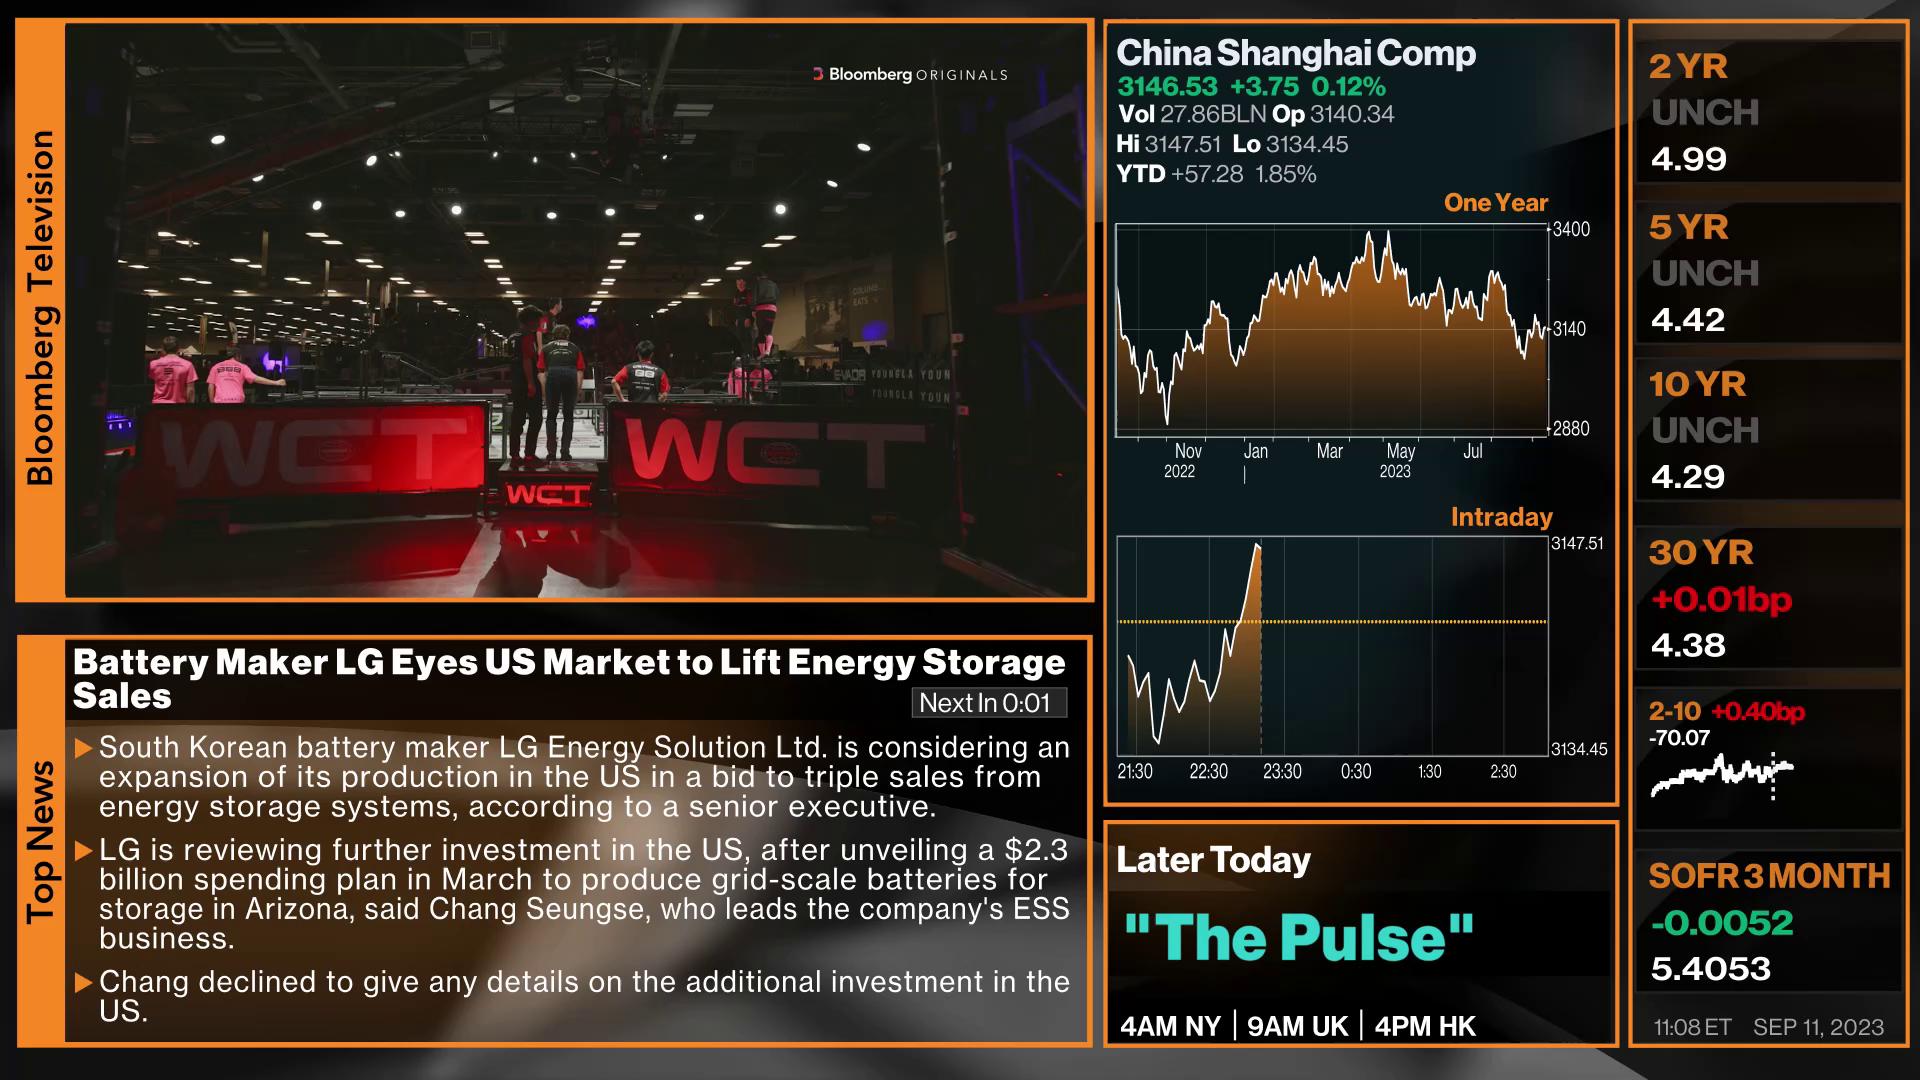 Bloomberg Television
Bloomberg ORIGINALS
COLUMBI
EATS
YOUNGLA YOUN
YOUNGLA YOUN
WCT
WCT
WCT
Top News
Battery Maker LG Eyes US Market to Lift Energy Storage
Sales
Next In 0:01
South Korean battery maker LG Energy Solution Ltd. is considering an
expansion of its production in the US in a bid to triple sales from
energy storage systems, according to a senior executive.
LG is reviewing further investment in the US, after unveiling a $2.3
billion spending plan in March to produce grid-scale batteries for
storage in Arizona, said Chang Seungse, who leads the company's ESS
business.
Chang declined to give any details on the additional investment in the
US.
China Shanghai Comp
3146.53 +3.75 0.12%
Vol 27.86BLN Op 3140.34
Hi 3147.51 Lo 3134.45
YTD +57.28 1.85%
One Year
3400
3140
2880
Nov Jan Mar May Jul
2022 2023
Intraday
3147.51
3134.45
21:30 22:30 23:30 0:30 1:30 2:30
Later Today
"The Pulse"
4AM NY | 9AM UK | 4PM HK
2 YR
UNCH
4.99
5 YR
UNCH
4.42
10 YR
UNCH
4.29
30 YR
+0.01bp
4.38
2-10 +0.40bp
-70.07
SOFR 3 MONTH
-0.0052
5.4053
11:08 ET SEP 11, 2023